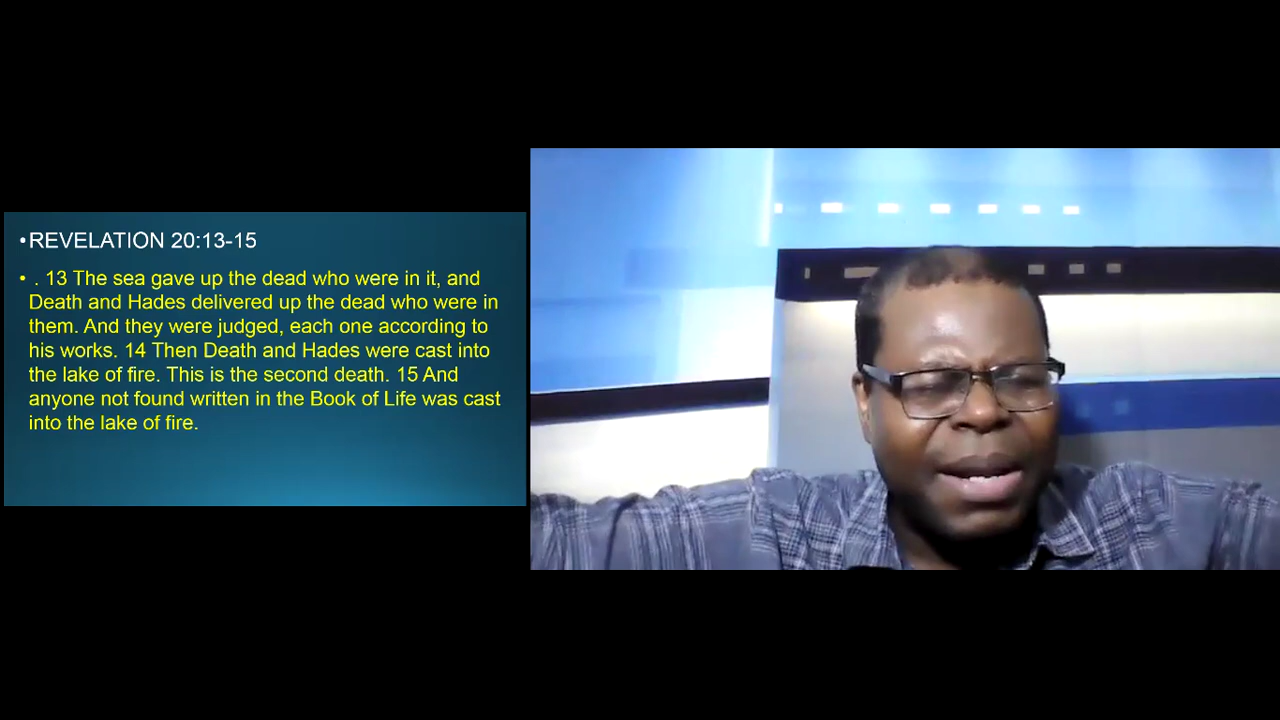 •REVELATION 20:13-15
• . 13 The sea gave up the dead who were in it, and
Death and Hades delivered up the dead who were in
them. And they were judged, each one according to
his works. 14 Then Death and Hades were cast into
the lake of fire. This is the second death. 15 And
anyone not found written in the Book of Life was cast
into the lake of fire.